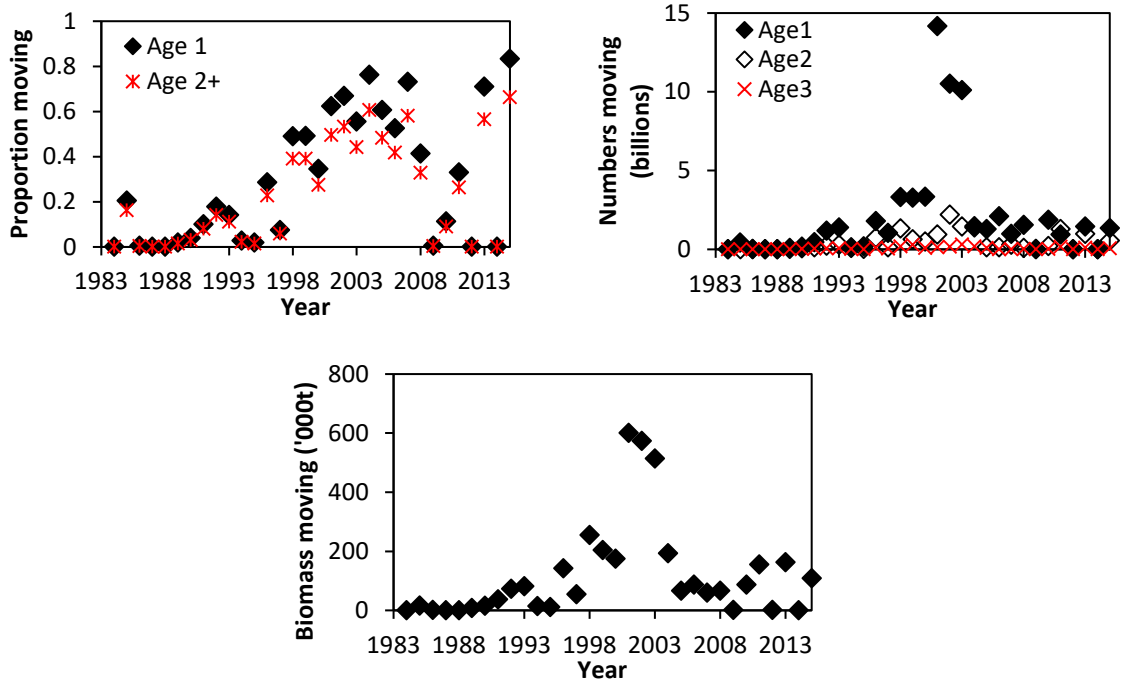 Proportion moving
1
0.8
0.6
0.4
0.2
0
Age 1
Age 2+
1983 1988 1993 1998 2003 2008 2013
Year
Numbers moving
(billions)
15
10
5
0
Age1
Age2
Age3
1983 1988 1993 1998 2003 2008 2013
Year
Biomass moving ('000t)
800
600
400
200
0
1983 1988 1993 1998 2003 2008 2013
Year